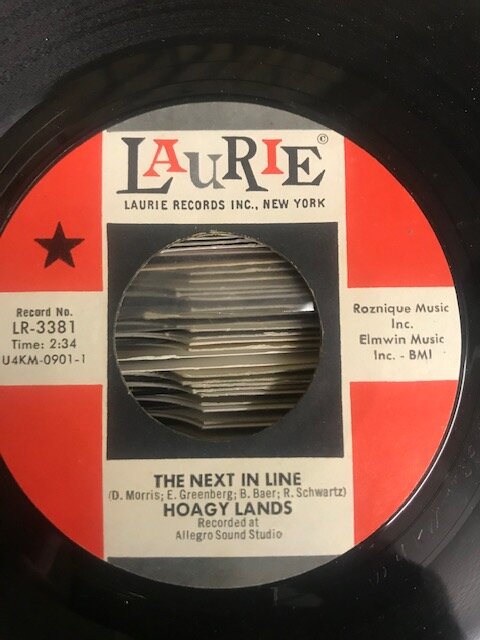 LAURIE ©
LAURIE RECORDS INC., NEW YORK
Record No.
LR-3381
Time: 2:34
U4KM-0901-1
Roznique Music
Inc.
Elmwin Music
Inc. - BMI
THE NEXT IN LINE
(D. Morris; E. Greenberg; B. Baer; R. Schwartz)
HOAGY LANDS
Recorded at
Allegro Sound Studio